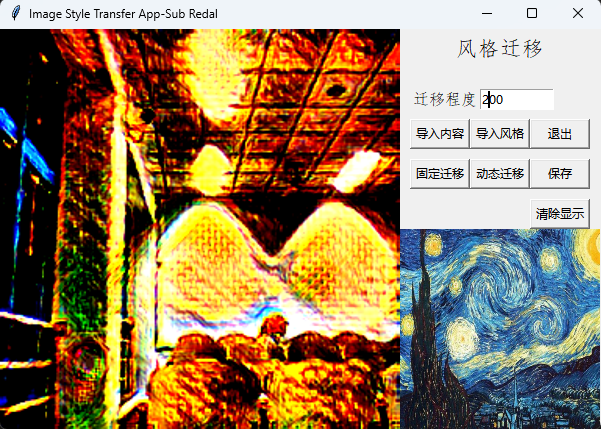 Image Style Transfer App-Sub Redal
风格迁移
迁移程度 200
导入内容 导入风格 退出
固定迁移 动态迁移 保存
清除显示